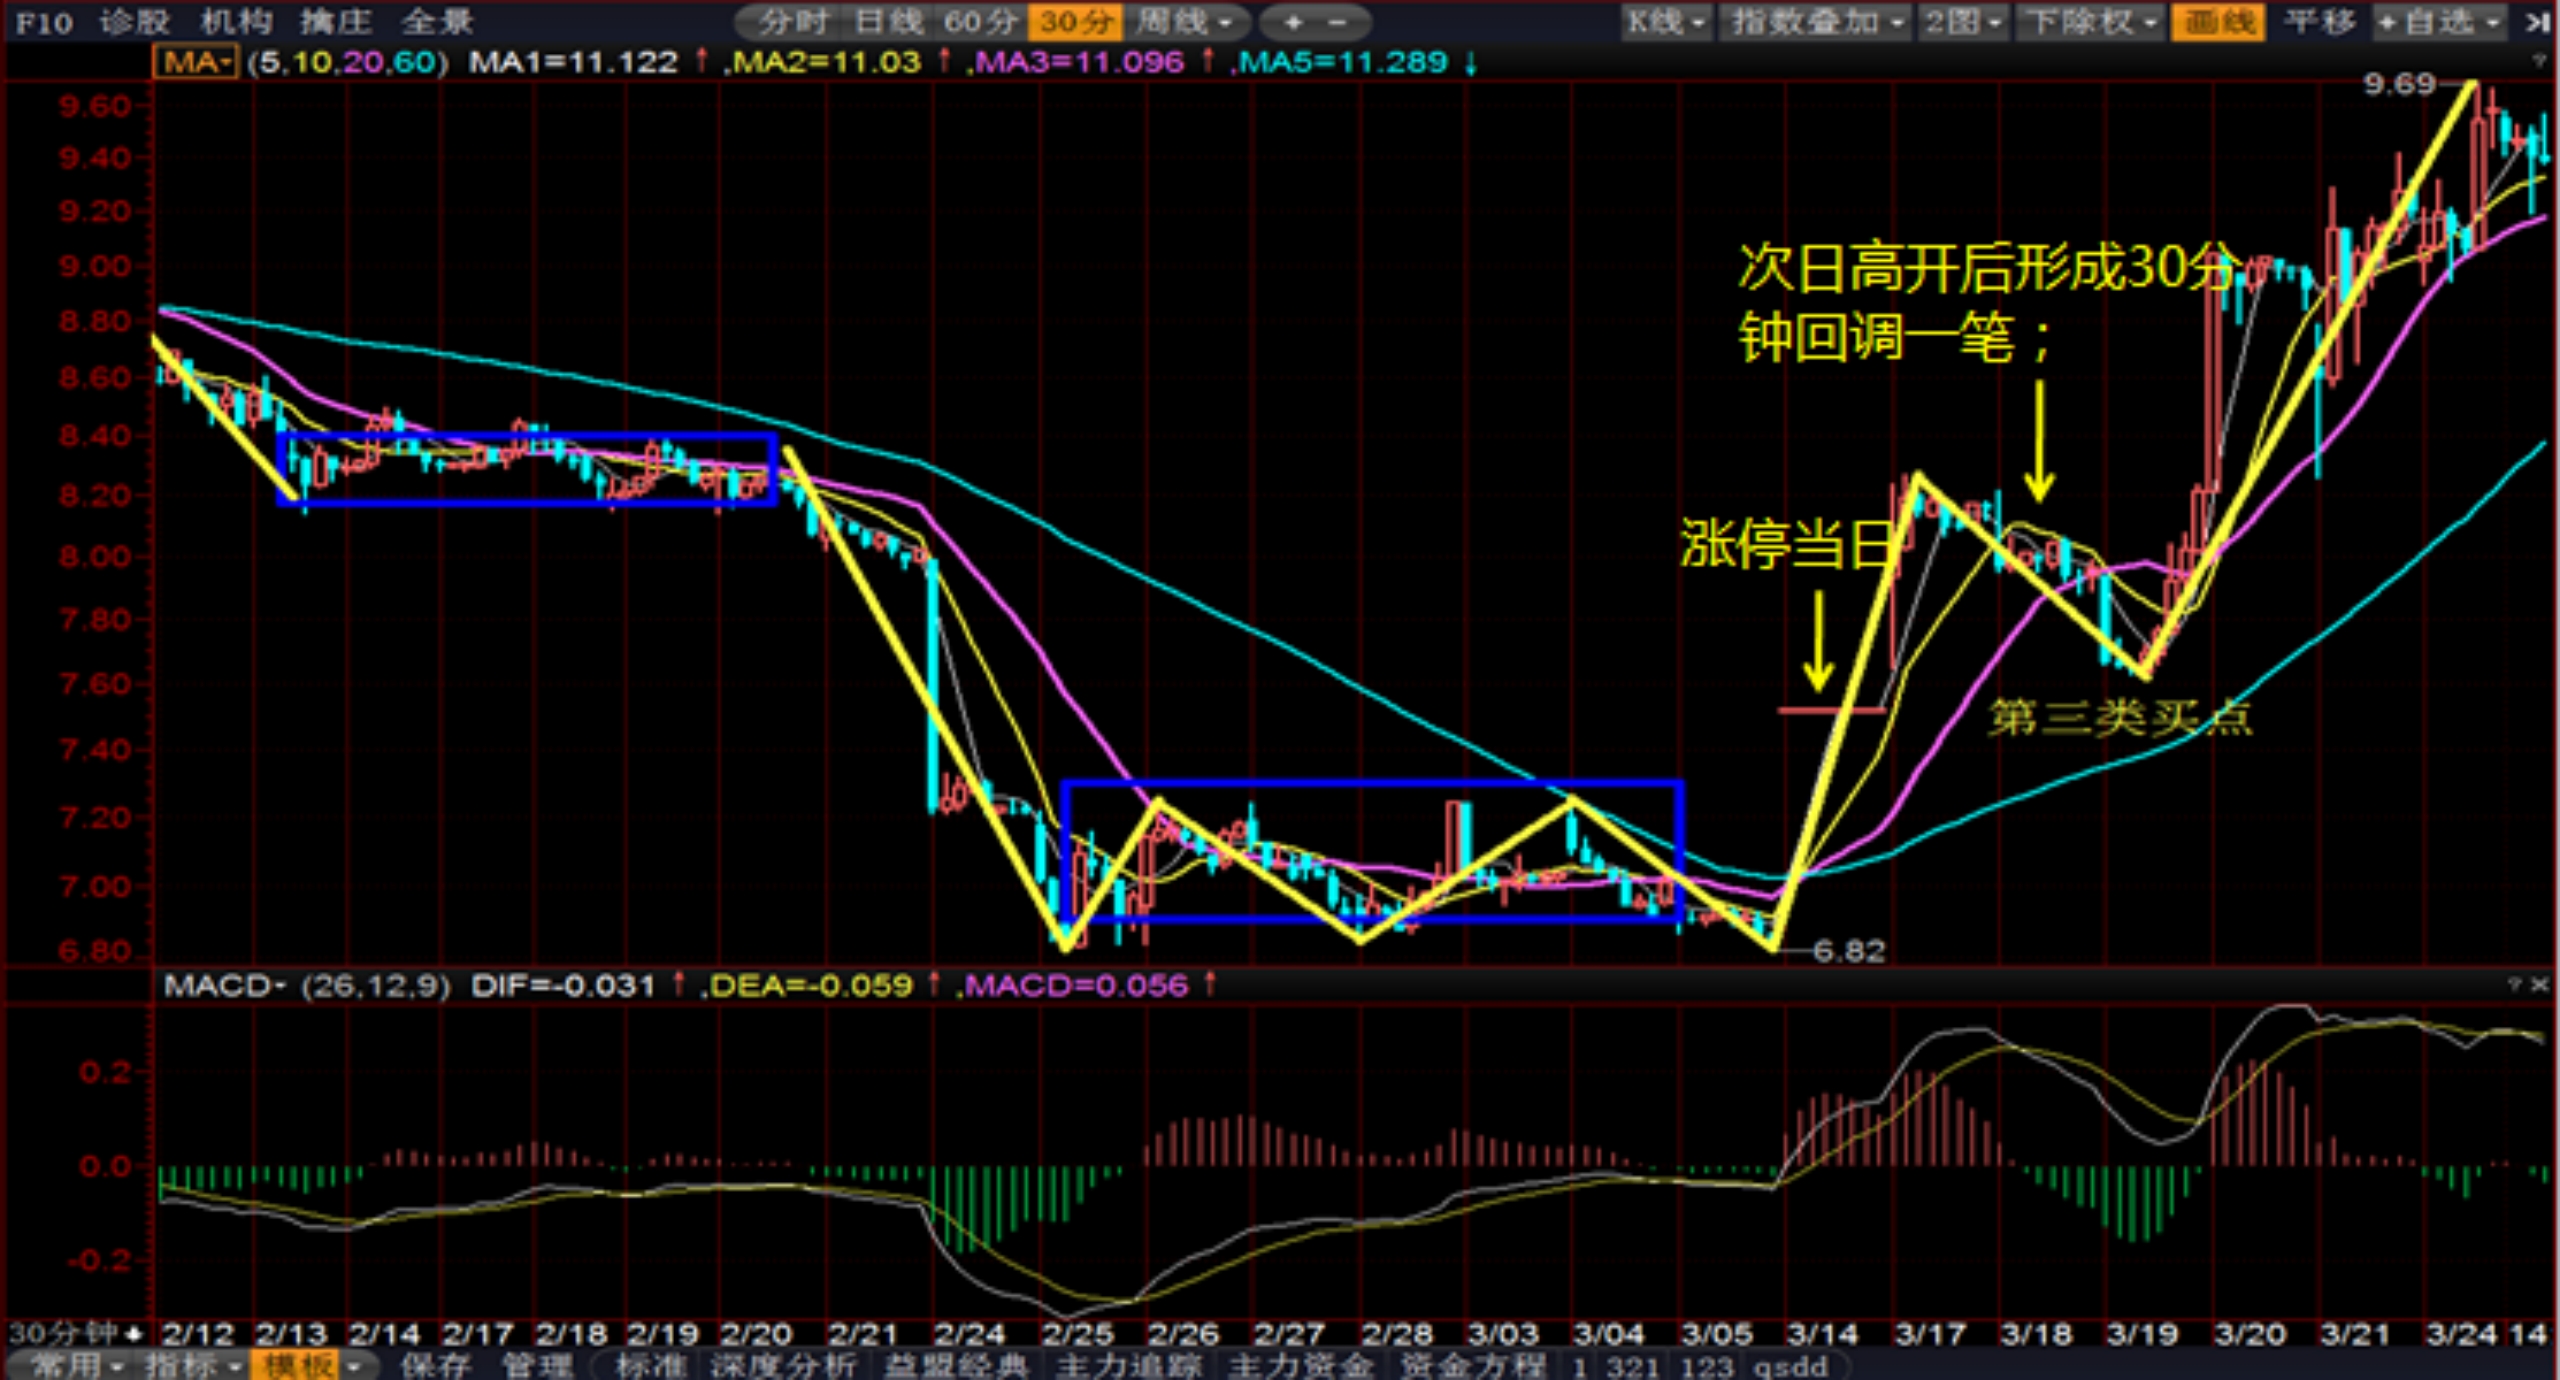 F10 诊股 机构 擒庄 全景 分时 日线 60分 30分 周线 + - K线 指数叠加 2图 下除权 画线 平移 +自选
MA (5,10,20,60) MA1=11.122 ↑ ,MA2=11.03 ↑ ,MA3=11.096 ↑ ,MA5=11.289 ↓ ?
9.69
9.60
9.40
9.20
9.00
8.80
8.60
8.40
8.20
8.00
7.80
7.60
7.40
7.20
7.00
6.80
次日高开后形成30分
钟回调一笔；
涨停当日
第三类买点
6.82
MACD (26,12,9) DIF=-0.031 ↑ ,DEA=-0.059 ↑ ,MACD=0.056 ↑ ? ×
0.2
0.0
-0.2
30分钟 2/12 2/13 2/14 2/17 2/18 2/19 2/20 2/21 2/24 2/25 2/26 2/27 2/28 3/03 3/04 3/05 3/14 3/17 3/18 3/19 3/20 3/21 3/24 14
常用 指标 模板 保存 管理 标准 深度分析 益盟经典 主力追踪 主力资金 资金方程 1 321 123 qsdd